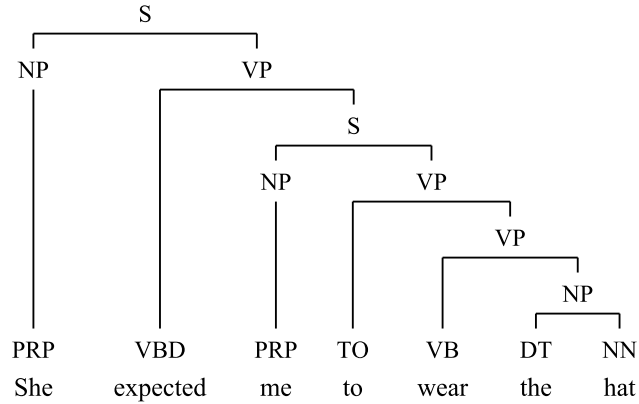 S
NP VP
S
NP VP
VP
NP
PRP VBD PRP TO VB DT NN
She expected me to wear the hat